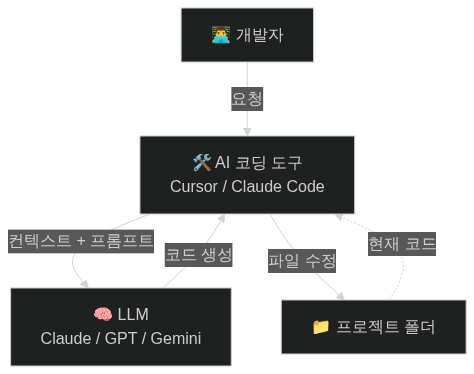 👨‍💻 개발자
요청
🛠️ AI 코딩 도구
Cursor / Claude Code
컨텍스트 + 프롬프트
코드 생성
파일 수정
현재 코드
🧠 LLM
Claude / GPT / Gemini
📁 프로젝트 폴더